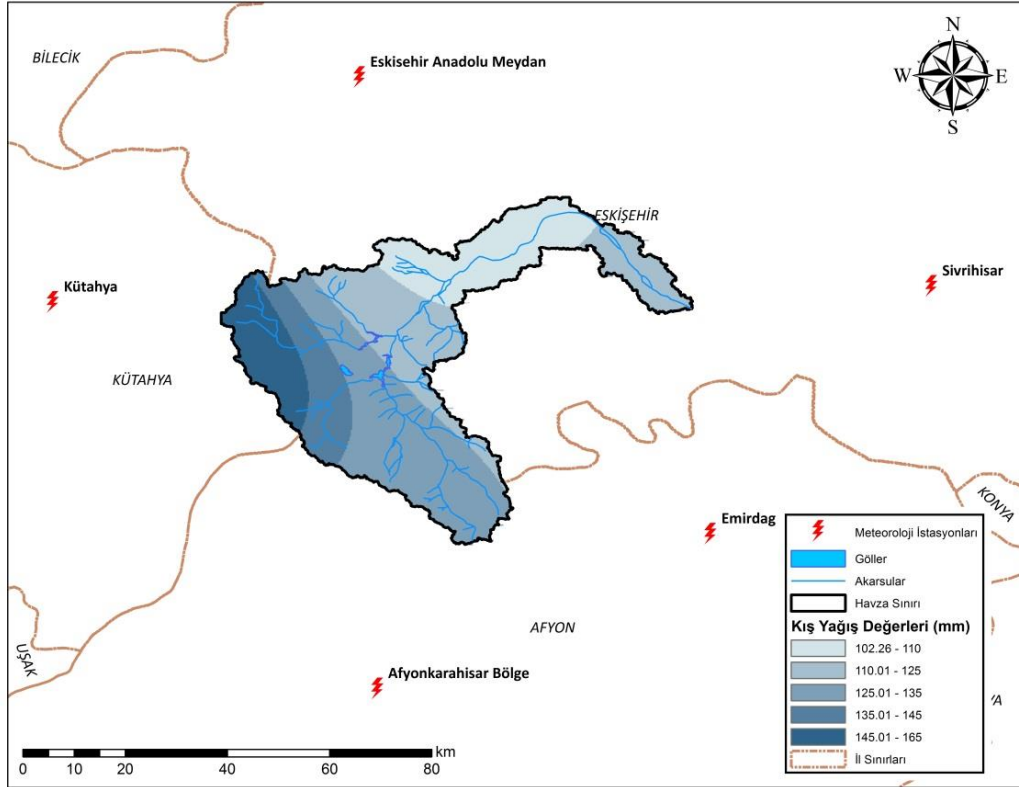 BİLECİK
Eskisehir Anadolu Meydan
N
W
E
S
ESKİŞEHİR
Kütahya
Sivrihisar
KÜTAHYA
KONYA
Emirdag
UŞAK
AFYON
Afyonkarahisar Bölge
Meteoroloji İstasyonları
Göller
Akarsular
Havza Sınırı
Kış Yağış Değerleri (mm)
102.26 - 110
110.01 - 125
125.01 - 135
135.01 - 145
145.01 - 165
İl Sınırları
km
0 10 20 40 60 80